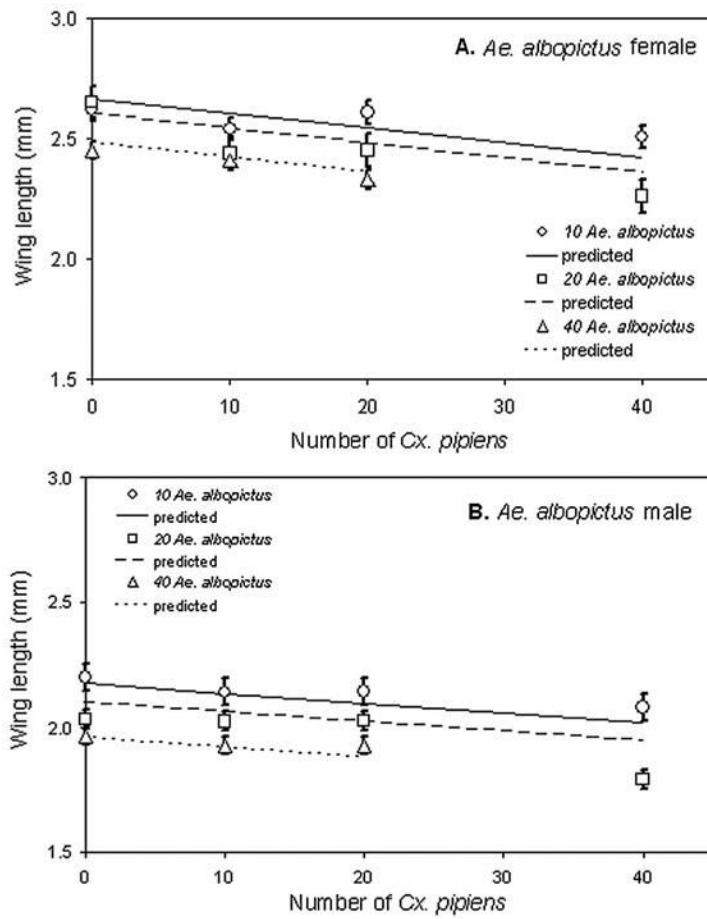 3.0
A. Ae. albopictus female
2.5
Wing length (mm)
2.0
10 Ae. albopictus
predicted
20 Ae. albopictus
predicted
40 Ae. albopictus
predicted
1.5
0 10 20 30 40
Number of Cx. pipiens
3.0
10 Ae. albopictus
predicted
B. Ae. albopictus male
20 Ae. albopictus
predicted
40 Ae. albopictus
predicted
2.5
Wing length (mm)
2.0
1.5
0 10 20 30 40
Number of Cx. pipiens